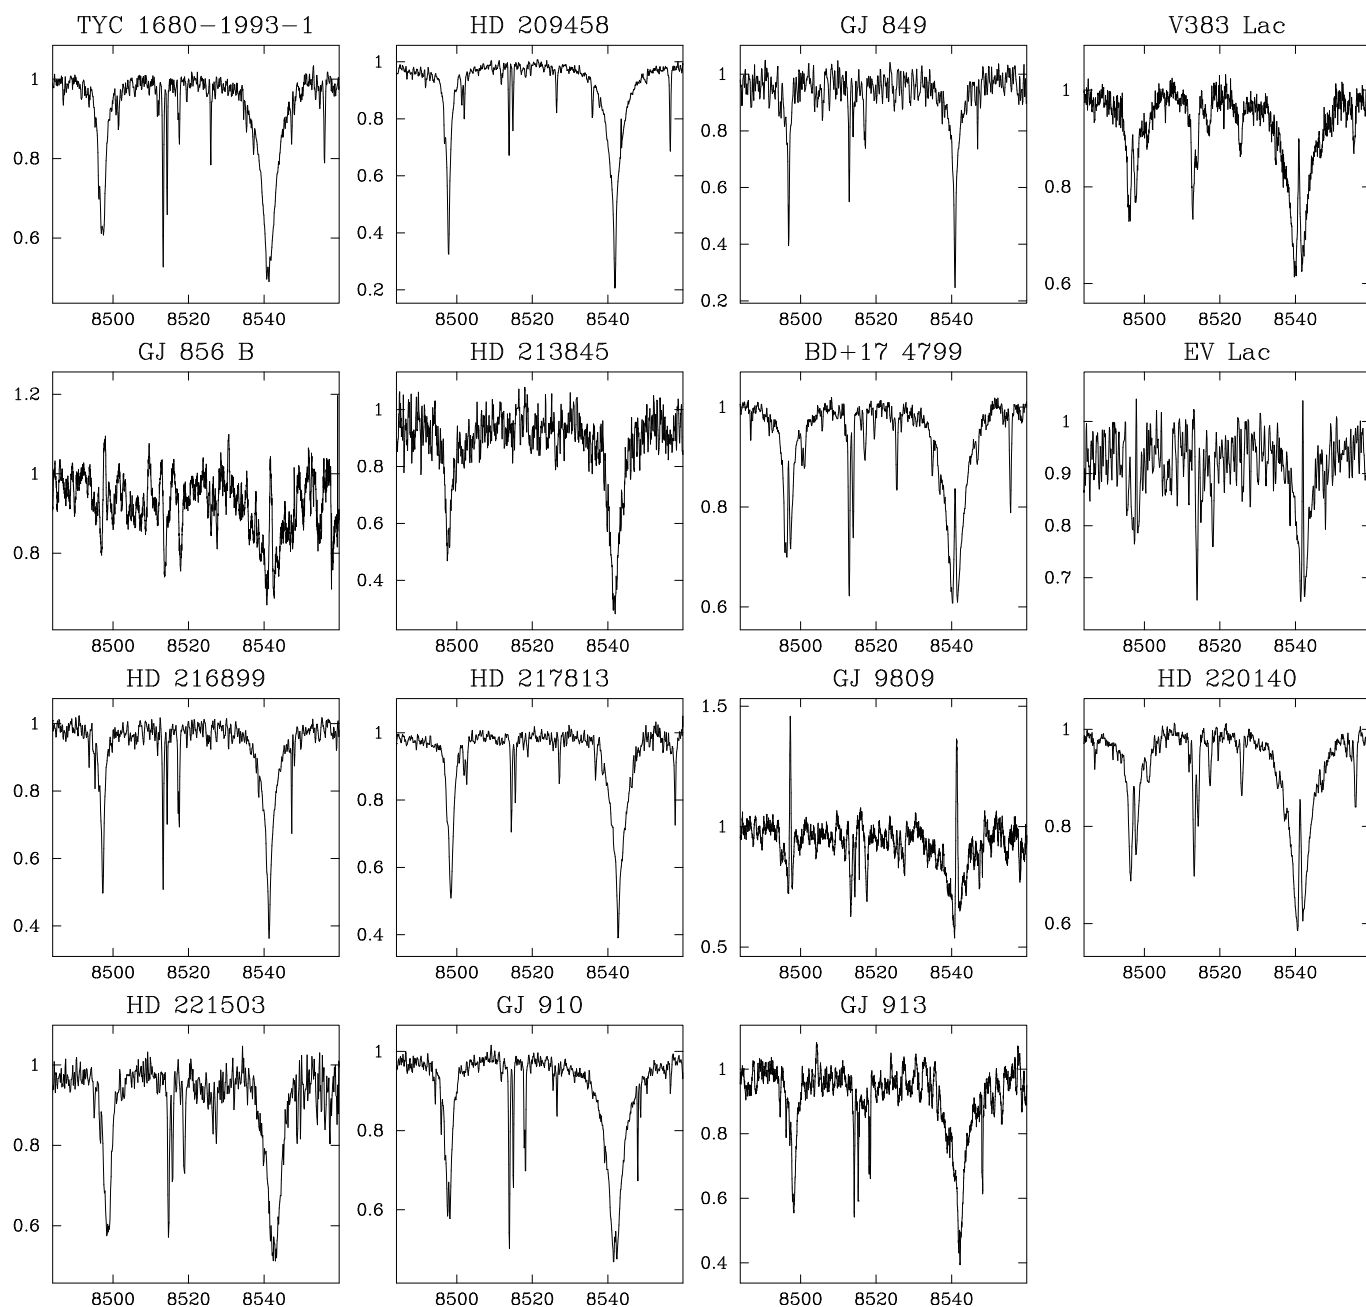 TYC 1680−1993−1 HD 209458 GJ 849 V383 Lac
1 1 1 1
0.8 0.8 0.8 0.8
0.6 0.6 0.6 0.6
0.4 0.4
0.2 0.2
8500 8520 8540 8500 8520 8540 8500 8520 8540 8500 8520 8540
GJ 856 B HD 213845 BD+17 4799 EV Lac
1.2 1 1 1
1 0.8 0.8 0.9
0.8 0.6 0.6 0.8
0.4 0.7
8500 8520 8540 8500 8520 8540 8500 8520 8540 8500 8520 8540
HD 216899 HD 217813 GJ 9809 HD 220140
1 1 1.5 1
0.8 0.8 1 0.8
0.6 0.6 0.5 0.6
0.4 0.4
8500 8520 8540 8500 8520 8540 8500 8520 8540 8500 8520 8540
HD 221503 GJ 910 GJ 913
1 1 1
0.8 0.8 0.8
0.6 0.6 0.6
0.4
8500 8520 8540 8500 8520 8540 8500 8520 8540